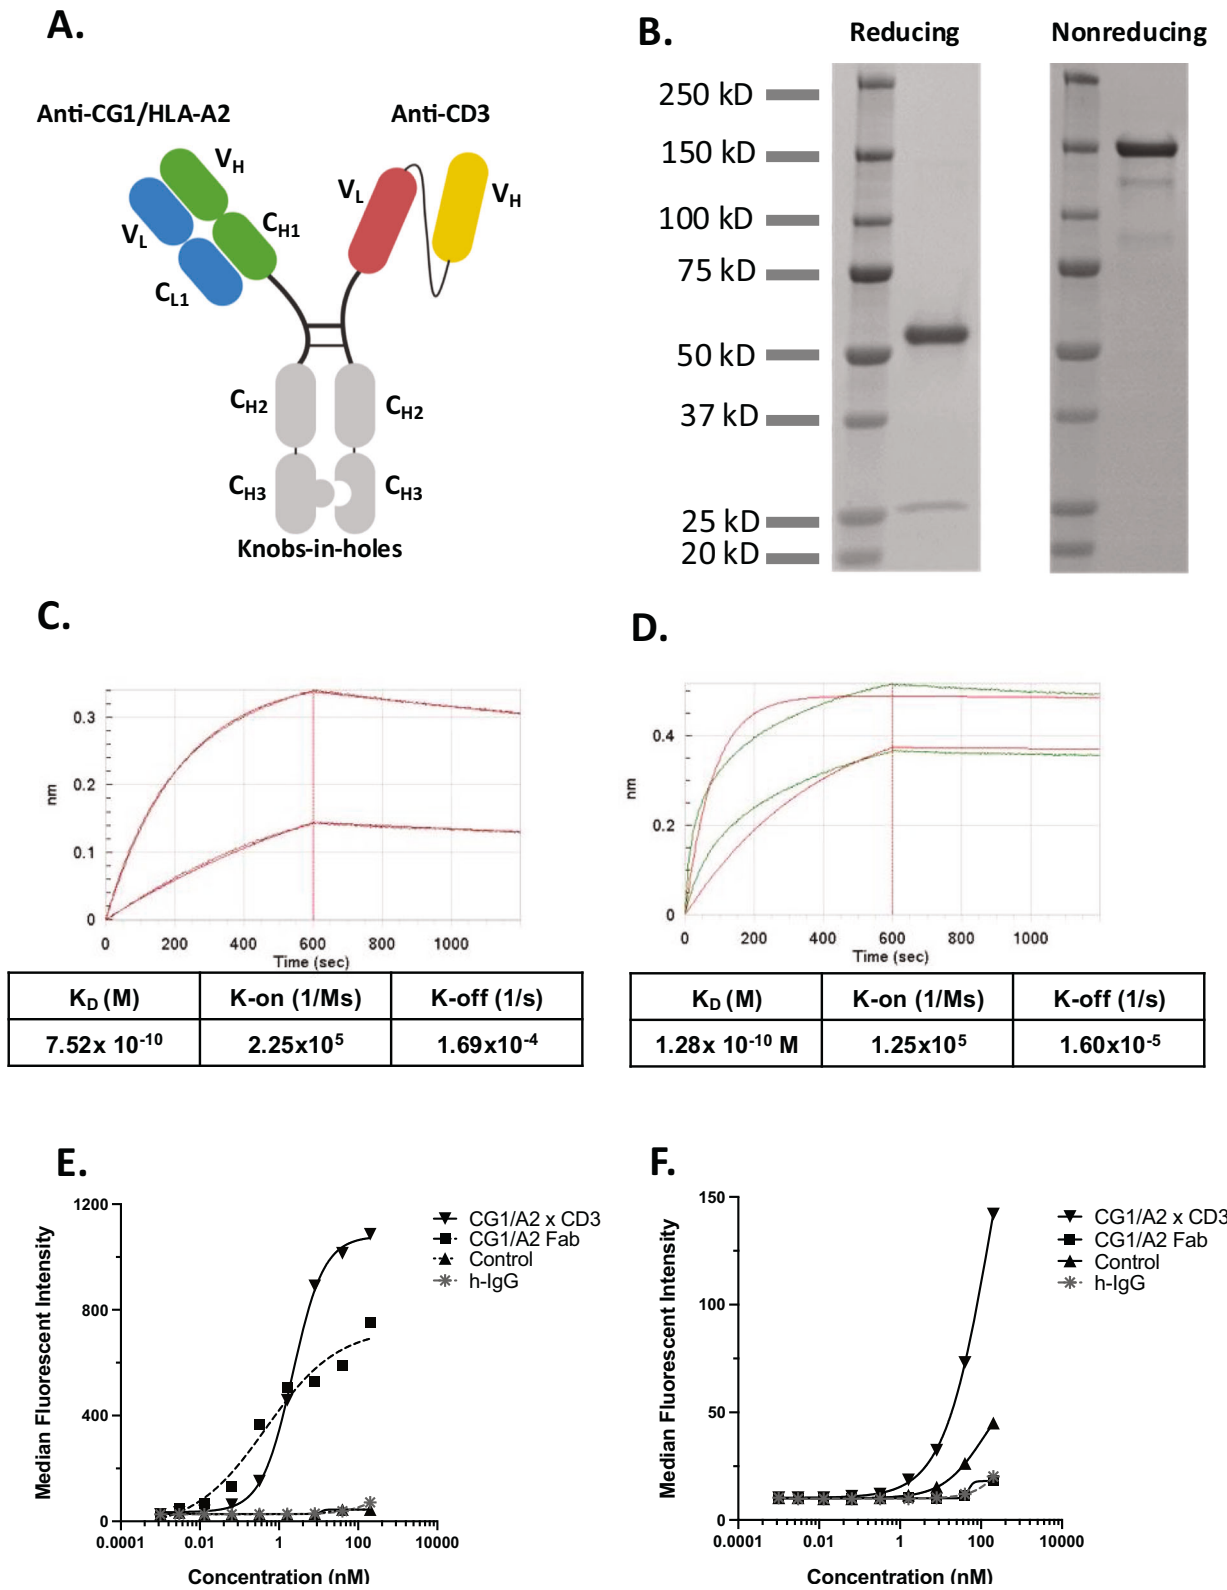 A.
Anti-CG1/HLA-A2
Anti-CD3
VH
VL
CH1
CL1
VL
VH
CH2
CH2
CH3
CH3
Knobs-in-holes
B.
Reducing
Nonreducing
250 kD
150 kD
100 kD
75 kD
50 kD
37 kD
25 kD
20 kD
C.
nm
0.3
0.2
0.1
0
0 200 400 600 800 1000
Time (sec)
KD (M) K-on (1/Ms) K-off (1/s)
7.52x 10-10 2.25x105 1.69x10-4
D.
nm
0.4
0.2
0
0 200 400 600 800 1000
Time (sec)
KD (M) K-on (1/Ms) K-off (1/s)
1.28x 10-10 M 1.25x105 1.60x10-5
E.
Median Fluorescent Intensity
1200
800
400
0
0.0001 0.01 1 100 10000
Concentration (nM)
CG1/A2 x CD3
CG1/A2 Fab
Control
h-IgG
F.
Median Fluorescent Intensity
150
100
50
0
0.0001 0.01 1 100 10000
Concentration (nM)
CG1/A2 x CD3
CG1/A2 Fab
Control
h-IgG